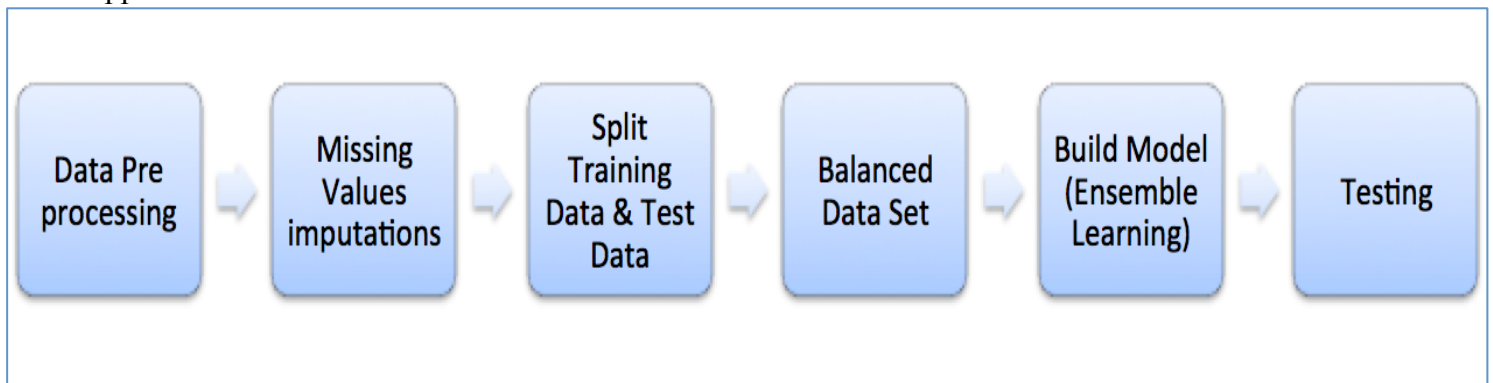 Data Pre
processing
Missing
Values
imputations
Split
Training
Data & Test
Data
Balanced
Data Set
Build Model
(Ensemble
Learning)
Testing